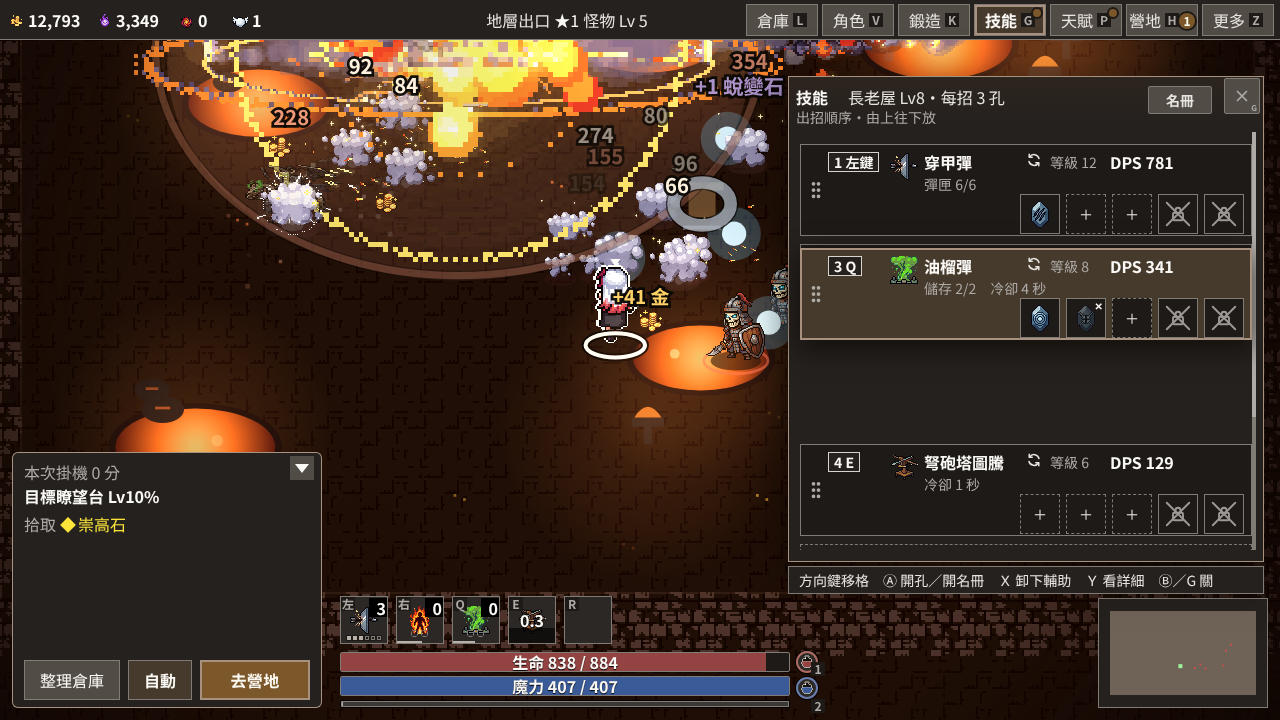 12,793 3,349 0 1
地層出口 ★1 怪物 Lv 5
倉庫 L 角色 V 鍛造 K 技能 G 天賦 P 營地 H 1 更多 Z
92
84
228
354
+1 蛻變石
80
274
155
154
96
66
+41 金
技能 長老屋 Lv8・每招 3 孔
出招順序・由上往下放
名冊
G
1 左鍵 穿甲彈 等級 12 DPS 781
彈匣 6/6
3 Q 油榴彈 等級 8 DPS 341
儲存 2/2 冷卻 4 秒
4 E 弩砲塔圖騰 等級 6 DPS 129
冷卻 1 秒
方向鍵移格 Ⓐ 開孔／開名冊 X 卸下輔助 Y 看詳細 Ⓑ／G 關
本次掛機 0 分
目標瞭望台 Lv10%
拾取 ◆崇高石
整理倉庫 自動 去營地
左 3 右 0 Q 0 E 0.3 R
生命 838 / 884
1
魔力 407 / 407
2